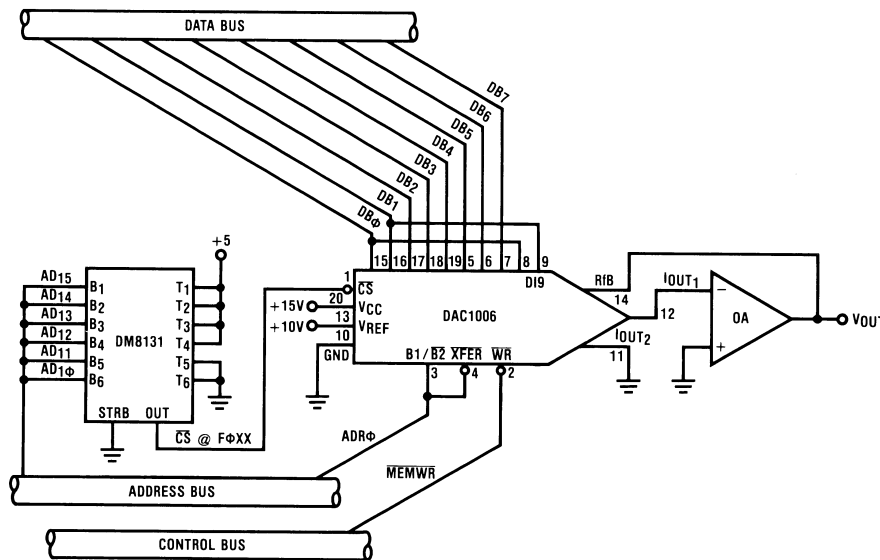 DATA BUS
DB7
DB6
DB5
DB4
DB3
DB2
DB1
DBΦ
15 16 17 18 19 5 6 7 8 9
+5
AD15 B1 T1
AD14 B2 T2
AD13 B3 T3
AD12 B4 T4
AD11 B5 T5
AD1Φ B6 T6
DM8131
STRB OUT
CS @ FΦXX
1 CS
20 VCC
+15V
13 VREF
+10V
10
GND
DI9
DAC1006
B1/B2 XFER WR
3 4 2
RfB
14
IOUT1
12
IOUT2
11
OA
−
+
VOUT
ADRΦ
MEMWR
ADDRESS BUS
CONTROL BUS